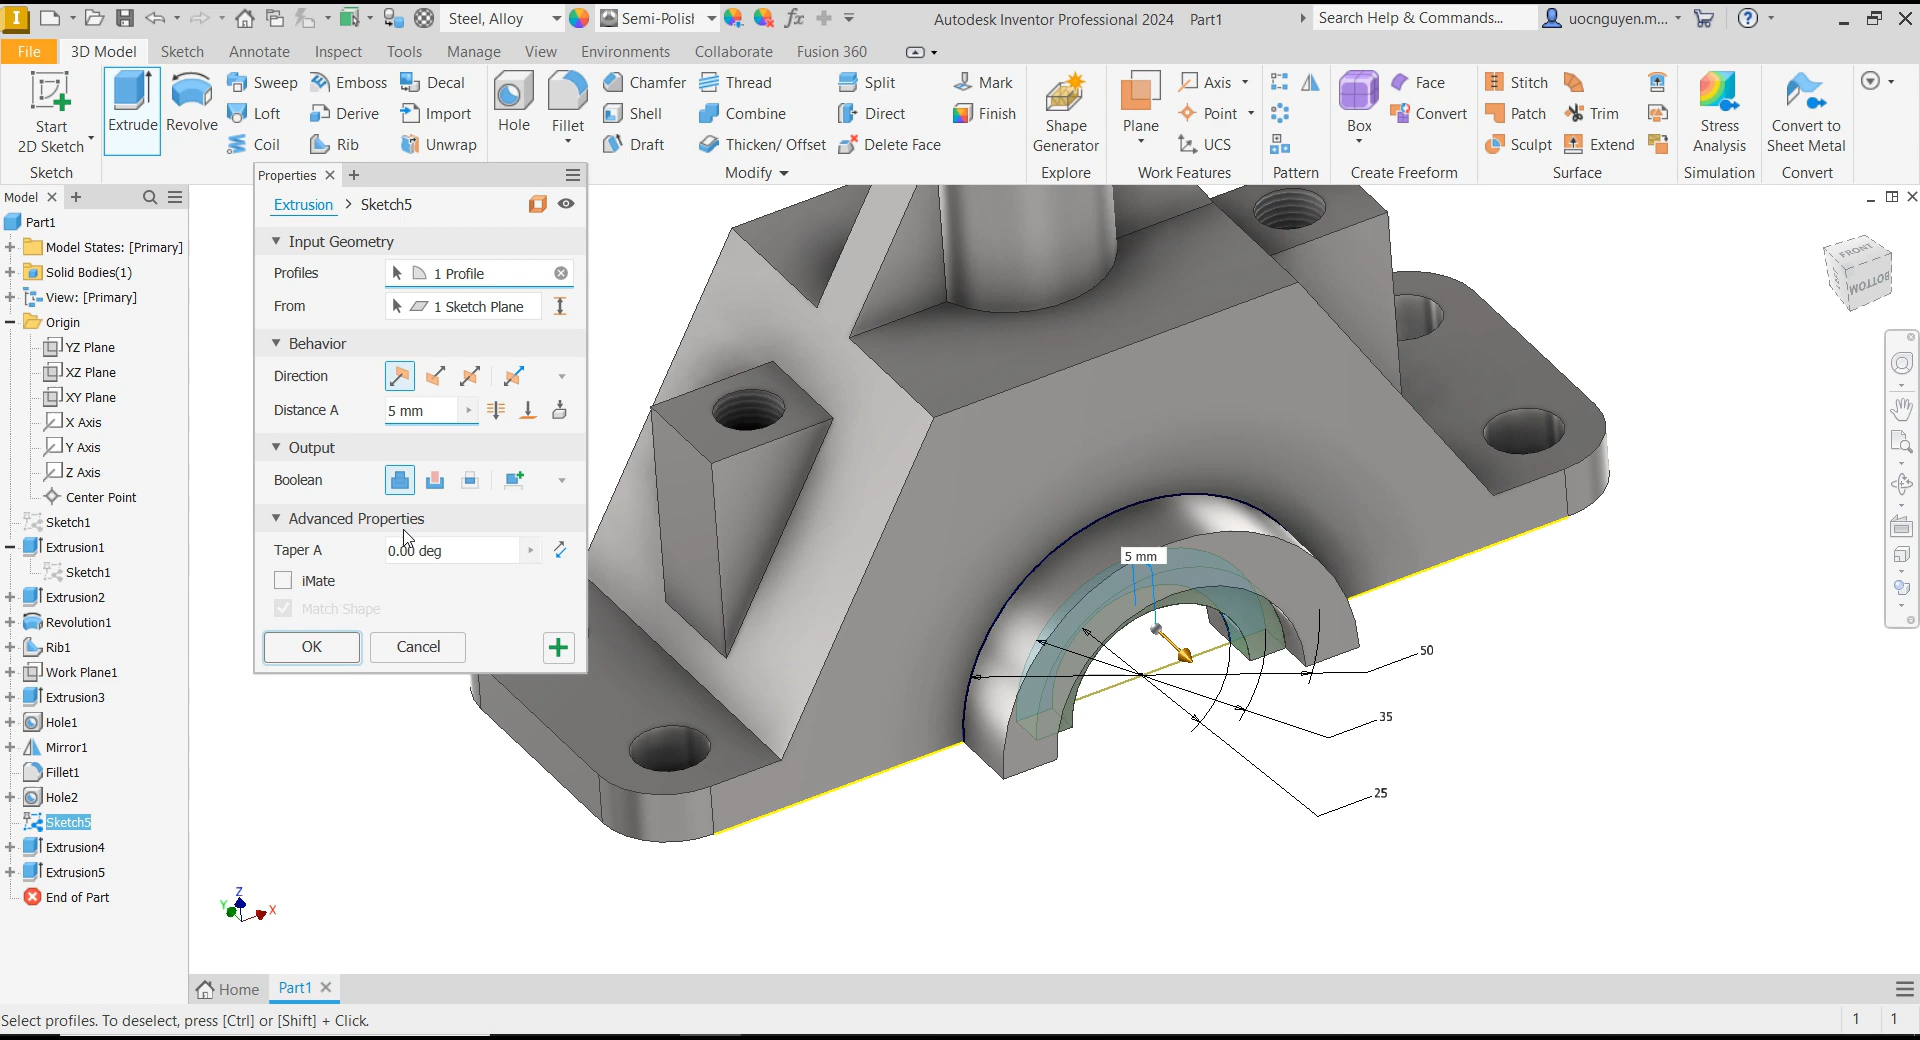 Steel, Alloy
Semi-Polisl
Autodesk Inventor Professional 2024 Part1
Search Help & Commands...
uocnguyen.m...
File 3D Model Sketch Annotate Inspect Tools Manage View Environments Collaborate Fusion 360
Start
2D Sketch
Extrude
Revolve
Sweep
Loft
Coil
Emboss
Derive
Rib
Decal
Import
Unwrap
Hole
Fillet
Chamfer
Shell
Draft
Thread
Combine
Thicken/ Offset
Split
Direct
Delete Face
Mark
Finish
Shape
Generator
Plane
Axis
Point
UCS
Box
Face
Convert
Stitch
Patch
Sculpt
Trim
Extend
Stress
Analysis
Convert to
Sheet Metal
Sketch
Modify
Explore
Work Features
Pattern
Create Freeform
Surface
Simulation
Convert
Model
Part1
Model States: [Primary]
Solid Bodies(1)
View: [Primary]
Origin
YZ Plane
XZ Plane
XY Plane
X Axis
Y Axis
Z Axis
Center Point
Sketch1
Extrusion1
Sketch1
Extrusion2
Revolution1
Rib1
Work Plane1
Extrusion3
Hole1
Mirror1
Fillet1
Hole2
Sketch5
Extrusion4
Extrusion5
End of Part
Properties
Extrusion > Sketch5
Input Geometry
Profiles 1 Profile
From 1 Sketch Plane
Behavior
Direction
Distance A 5 mm
Output
Boolean
Advanced Properties
Taper A 0.00 deg
iMate
Match Shape
OK Cancel
5 mm
50
35
25
FRONT
BOTTOM
Z
Y
X
Home Part1
Select profiles. To deselect, press [Ctrl] or [Shift] + Click.
1 1